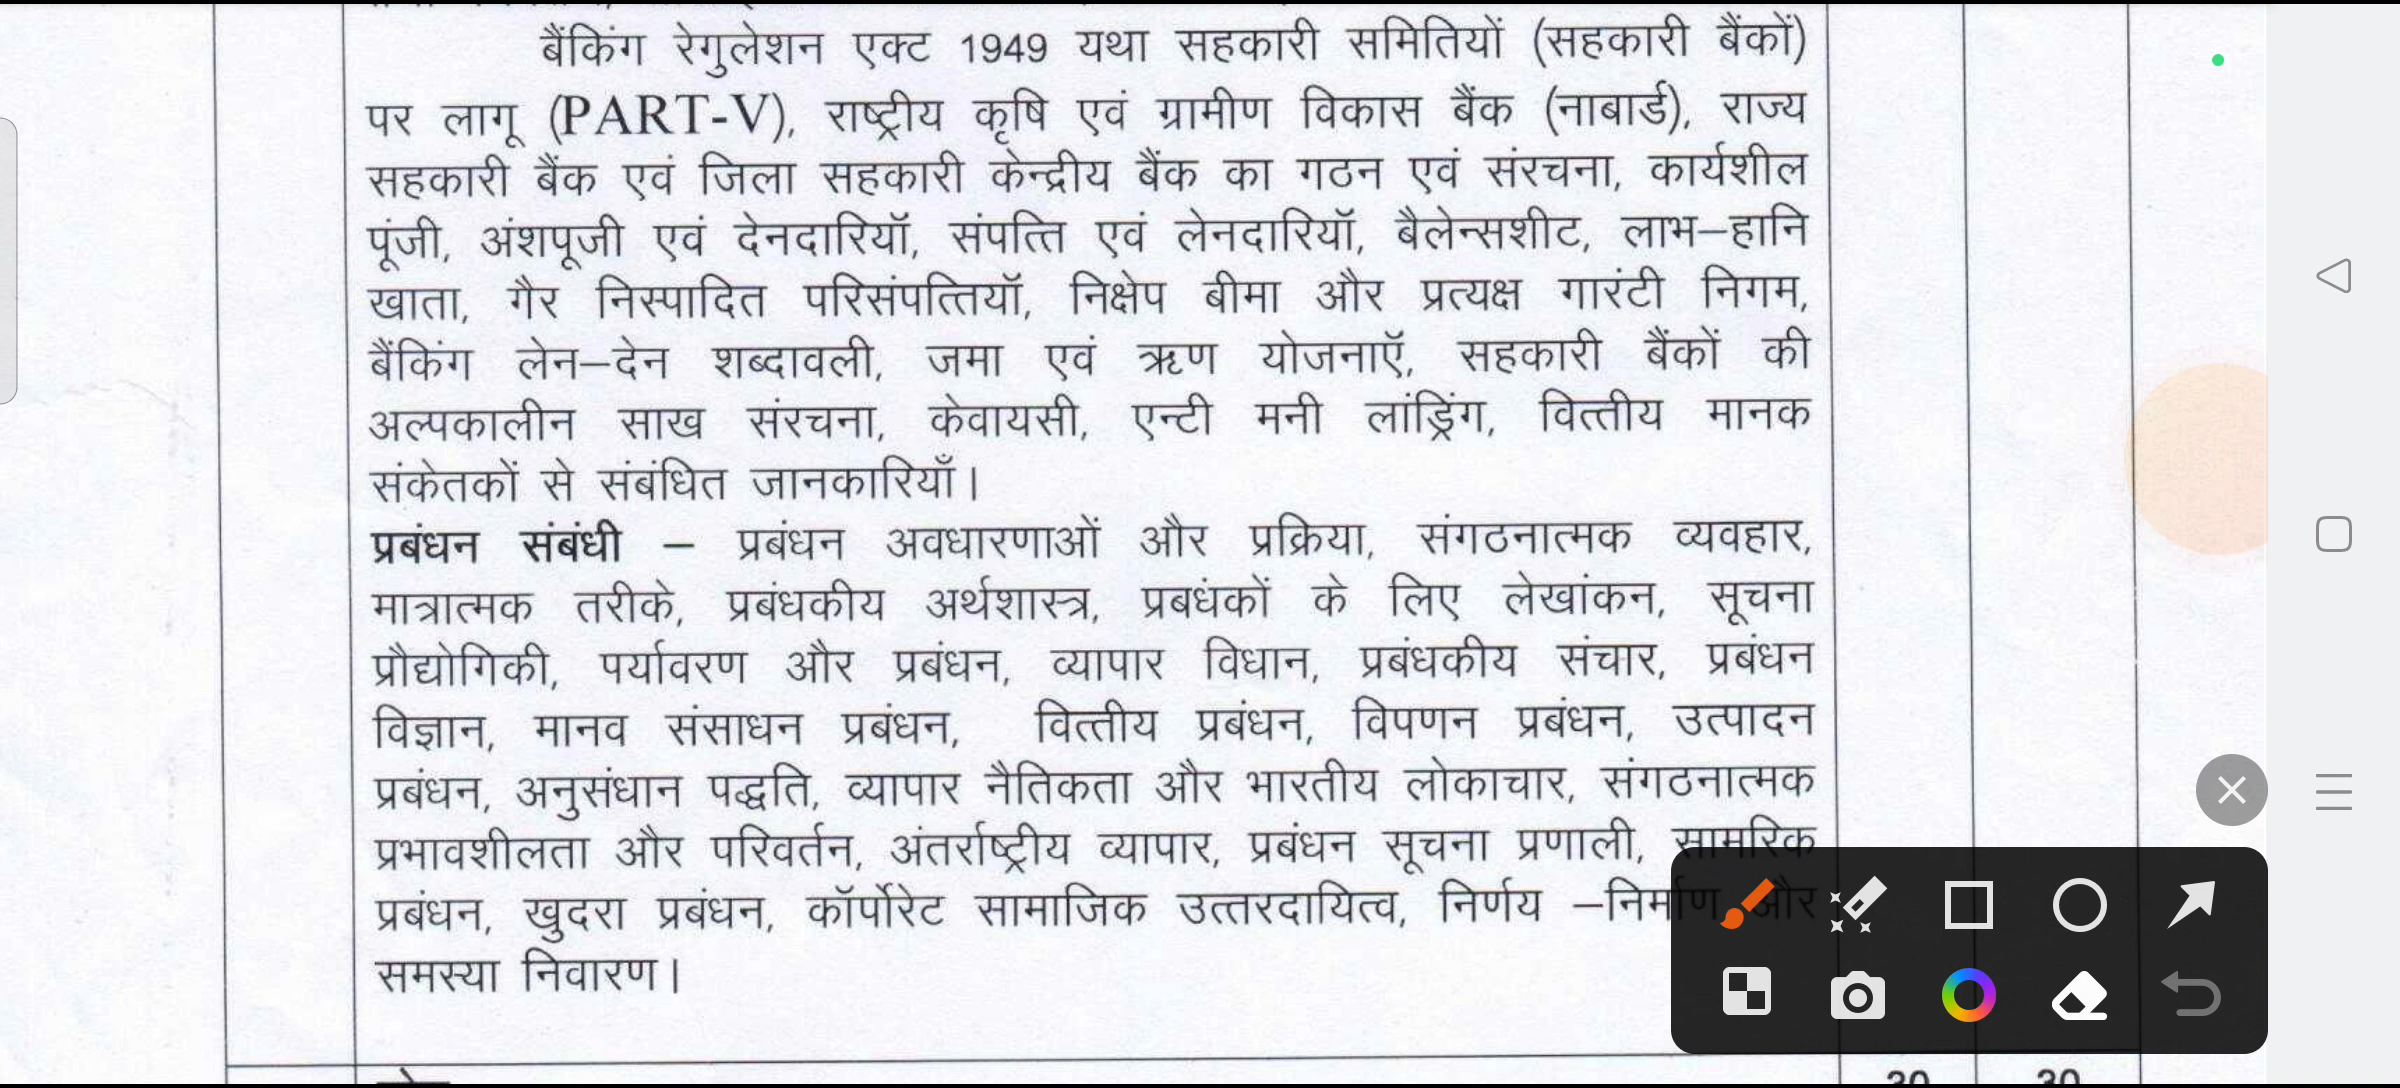 बैंकिंग रेगुलेशन एक्ट 1949 यथा सहकारी समितियों (सहकारी बैंकों)
पर लागू (PART-V), राष्ट्रीय कृषि एवं ग्रामीण विकास बैंक (नाबार्ड), राज्य
सहकारी बैंक एवं जिला सहकारी केन्द्रीय बैंक का गठन एवं संरचना, कार्यशील
पूंजी, अंशपूजी एवं देनदारियॉ, संपत्ति एवं लेनदारियॉ, बैलेन्सशीट, लाभ–हानि
खाता, गैर निस्पादित परिसंपत्तियॉ, निक्षेप बीमा और प्रत्यक्ष गारंटी निगम,
बैंकिंग लेन–देन शब्दावली, जमा एवं ऋण योजनाऍ, सहकारी बैंकों की
अल्पकालीन साख संरचना, केवायसी, एन्टी मनी लांड्रिंग, वित्तीय मानक
संकेतकों से संबंधित जानकारियाँ।
प्रबंधन संबंधी – प्रबंधन अवधारणाओं और प्रक्रिया, संगठनात्मक व्यवहार,
मात्रात्मक तरीके, प्रबंधकीय अर्थशास्त्र, प्रबधंकों के लिए लेखांकन, सूचना
प्रौद्योगिकी, पर्यावरण और प्रबंधन, व्यापार विधान, प्रबंधकीय संचार, प्रबंधन
विज्ञान, मानव संसाधन प्रबंधन, वित्तीय प्रबंधन, विपणन प्रबंधन, उत्पादन
प्रबंधन, अनुसंधान पद्धति, व्यापार नैतिकता और भारतीय लोकाचार, संगठनात्मक
प्रभावशीलता और परिवर्तन, अंतर्राष्ट्रीय व्यापार, प्रबंधन सूचना प्रणाली, सामरिक
प्रबंधन, खुदरा प्रबंधन, कॉर्पोरेट सामाजिक उत्तरदायित्व, निर्णय –निर्माण और
समस्या निवारण।
30 30